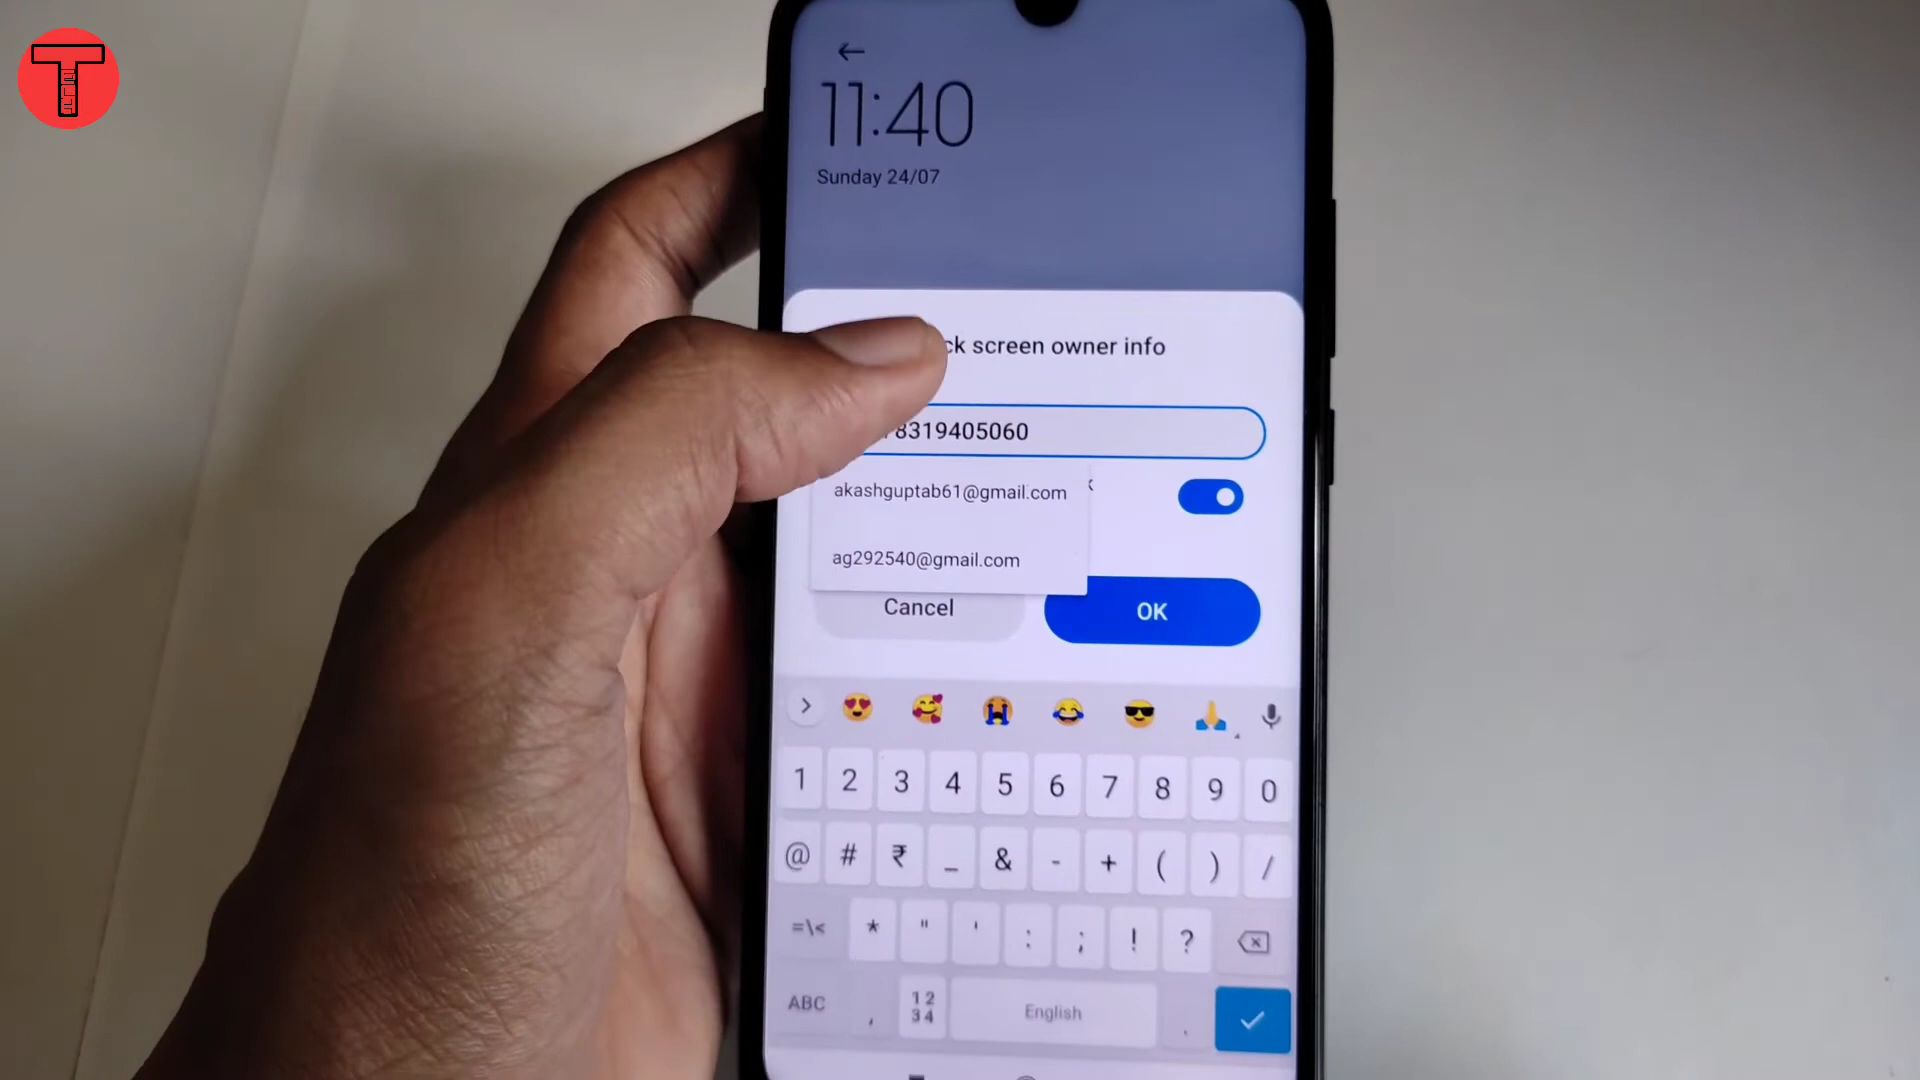 T
11:40
Sunday 24/07
screen owner info
8319405060
akashguptab61@gmail.com
ag292540@gmail.com
Cancel
OK
1 2 3 4 5 6 7 8 9 0
@ # ₹ _ & - + ( ) /
=\< * " ' : ; ! ?
ABC , 12 34 English .